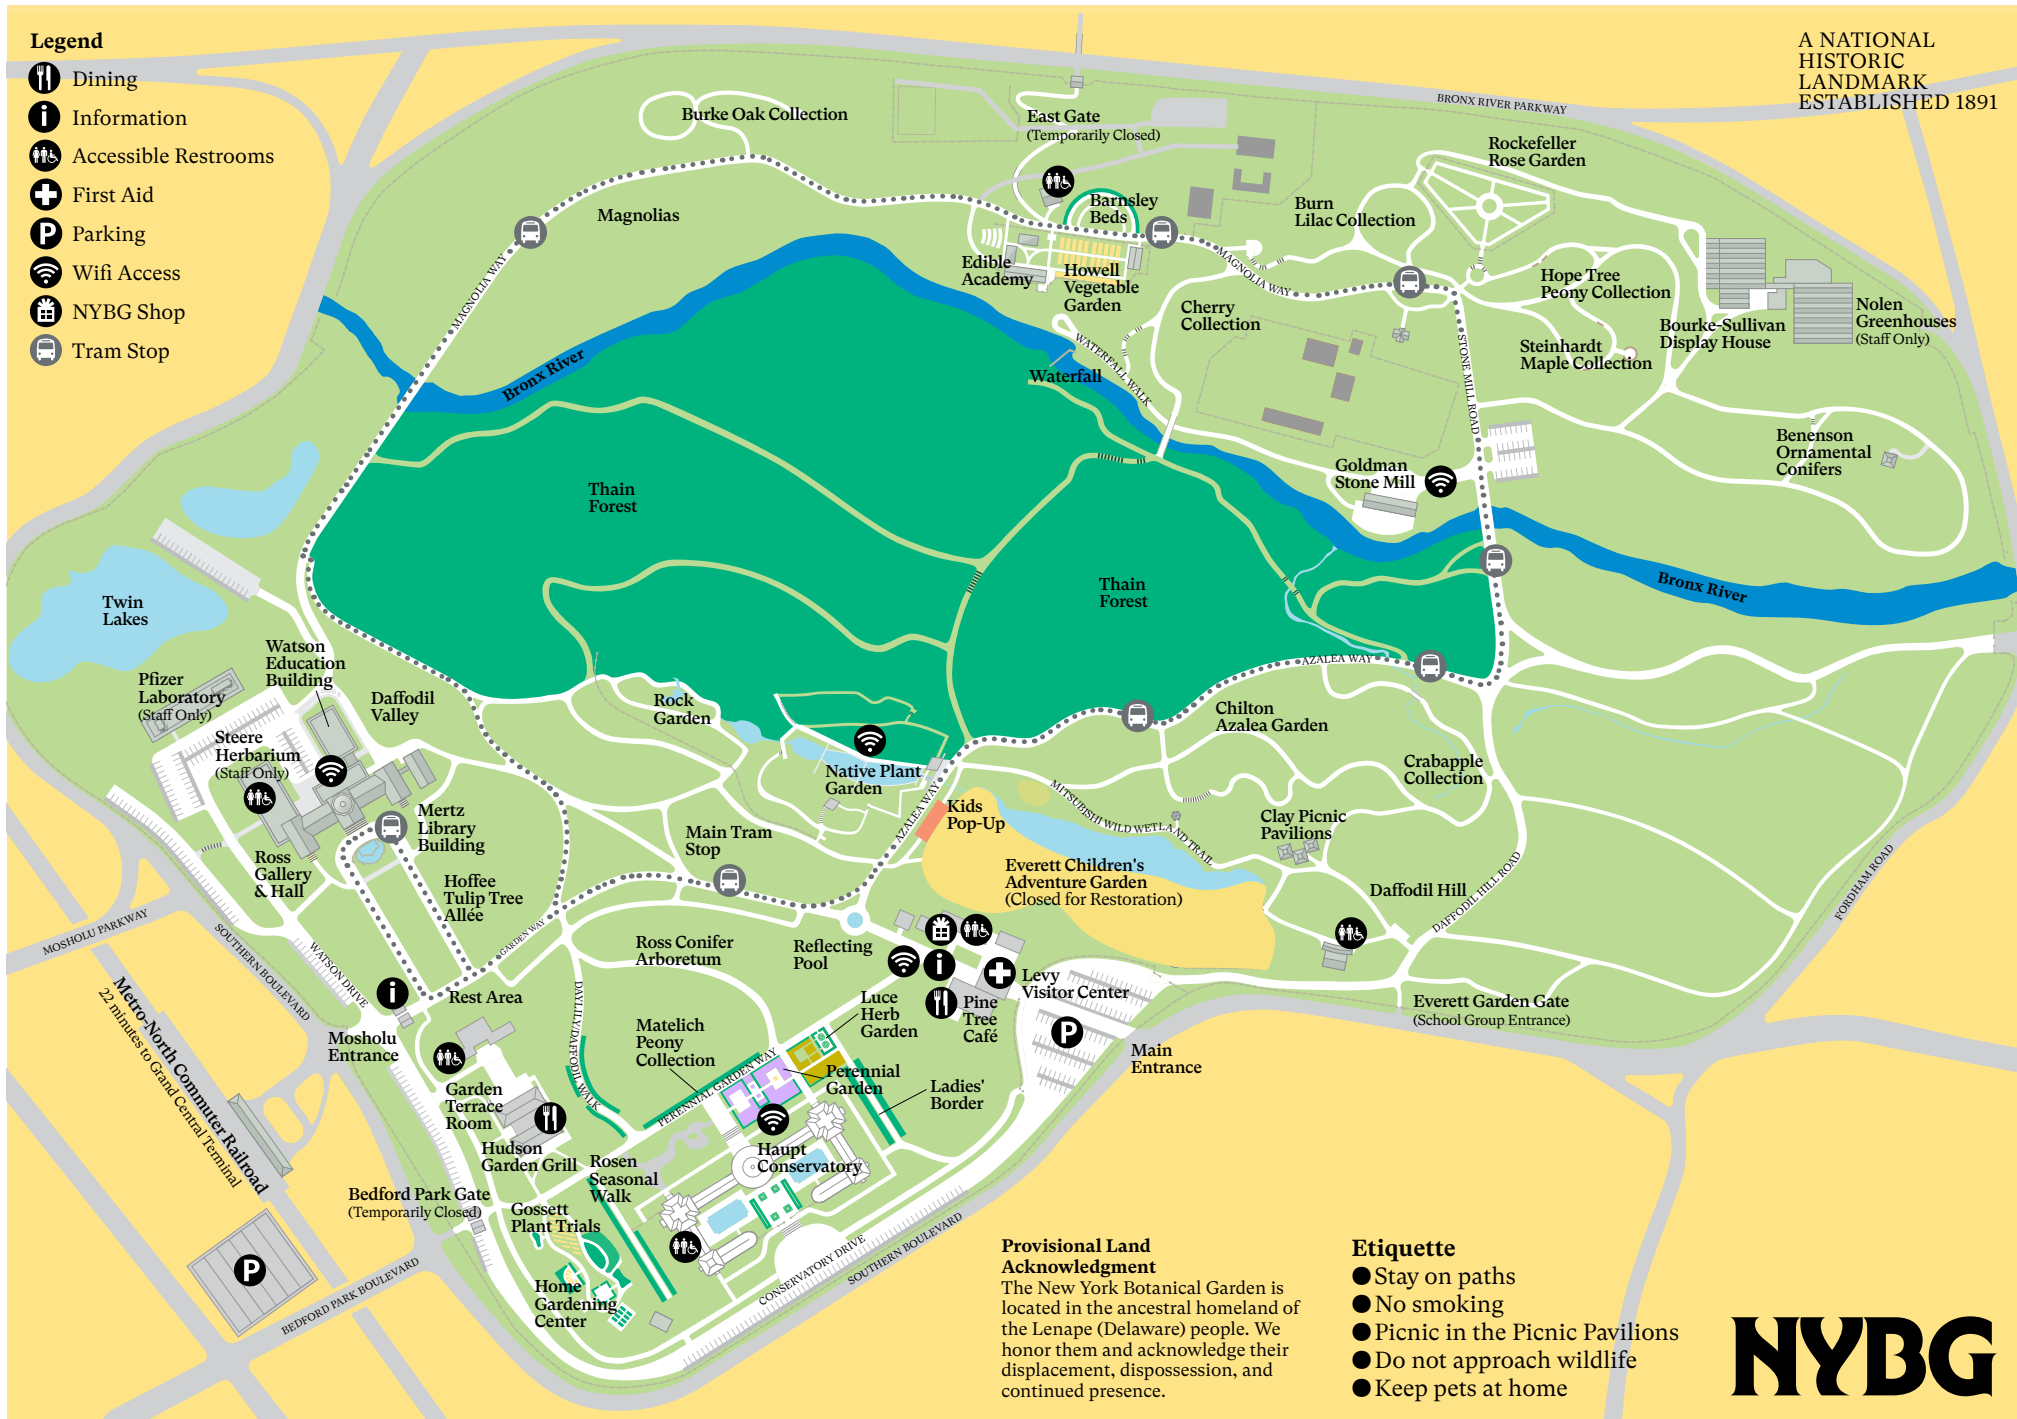 Legend
Dining
Information
Accessible Restrooms
First Aid
Parking
Wifi Access
NYBG Shop
Tram Stop
A NATIONAL
HISTORIC
LANDMARK
ESTABLISHED 1891
BRONX RIVER PARKWAY
Burke Oak Collection
East Gate
(Temporarily Closed)
Rockefeller
Rose Garden
Magnolias
Barnsley
Beds
Burn
Lilac Collection
MAGNOLIA WAY
MAGNOLIA WAY
Edible
Academy
Howell
Vegetable
Garden
Hope Tree
Peony Collection
Cherry
Collection
Nolen
Greenhouses
(Staff Only)
Bourke-Sullivan
Display House
Steinhardt
Maple Collection
STONE MILL ROAD
WATERFALL WALK
Waterfall
Bronx River
Benenson
Ornamental
Conifers
Goldman
Stone Mill
Thain
Forest
Thain
Forest
Bronx River
Twin
Lakes
Watson
Education
Building
Pfizer
Laboratory
(Staff Only)
Daffodil
Valley
Rock
Garden
AZALEA WAY
Chilton
Azalea Garden
Steere
Herbarium
(Staff Only)
Native Plant
Garden
Crabapple
Collection
MITSUBISHI WILD WETLAND TRAIL
Mertz
Library
Building
Main Tram
Stop
AZALEA WAY
Kids
Pop-Up
Clay Picnic
Pavilions
Ross
Gallery
& Hall
Hoffee
Tulip Tree
Allée
Everett Children's
Adventure Garden
(Closed for Restoration)
Daffodil Hill
DAFFODIL HILL ROAD
FORDHAM ROAD
MOSHOLU PARKWAY
SOUTHERN BOULEVARD
WATSON DRIVE
GARDEN WAY
Ross Conifer
Arboretum
Reflecting
Pool
Levy
Visitor Center
Rest Area
DAYLILY/DAFFODIL WALK
Luce
Herb
Garden
Pine
Tree
Café
Everett Garden Gate
(School Group Entrance)
Metro-North Commuter Railroad
22 minutes to Grand Central Terminal
Mosholu
Entrance
Matelich
Peony
Collection
Main
Entrance
PERENNIAL GARDEN WAY
Perennial
Garden
Ladies'
Border
Garden
Terrace
Room
Hudson
Garden Grill
Rosen
Seasonal
Walk
Haupt
Conservatory
Bedford Park Gate
(Temporarily Closed)
Gossett
Plant Trials
Home
Gardening
Center
CONSERVATORY DRIVE
SOUTHERN BOULEVARD
BEDFORD PARK BOULEVARD
Provisional Land
Acknowledgment
The New York Botanical Garden is
located in the ancestral homeland of
the Lenape (Delaware) people. We
honor them and acknowledge their
displacement, dispossession, and
continued presence.
Etiquette
Stay on paths
No smoking
Picnic in the Picnic Pavilions
Do not approach wildlife
Keep pets at home
NYBG